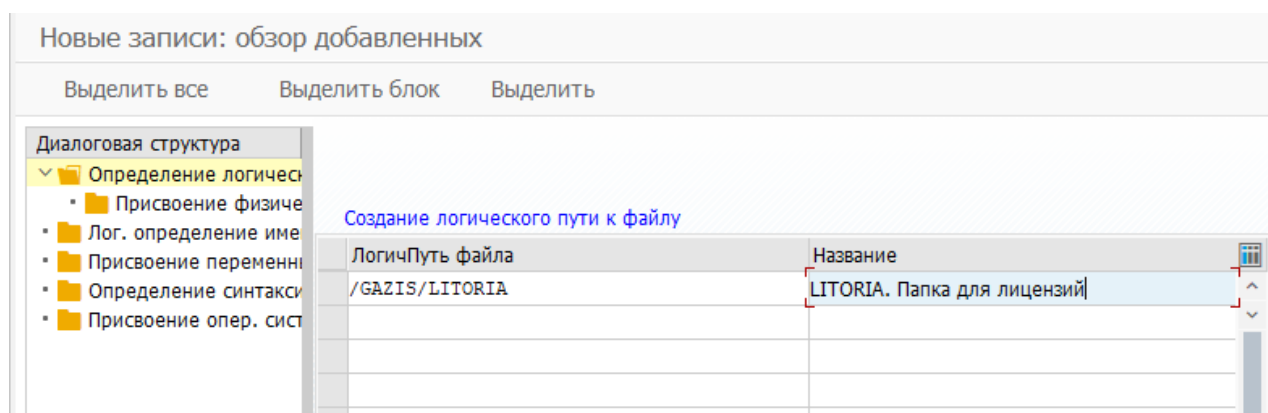 Новые записи: обзор добавленных
Выделить все Выделить блок Выделить
Диалоговая структура
Определение логическ
Присвоение физиче
Лог. определение име
Присвоение переменн
Определение синтакси
Присвоение опер. сист
Создание логического пути к файлу
ЛогичПуть файла Название
/GAZIS/LITORIA LITORIA. Папка для лицензий